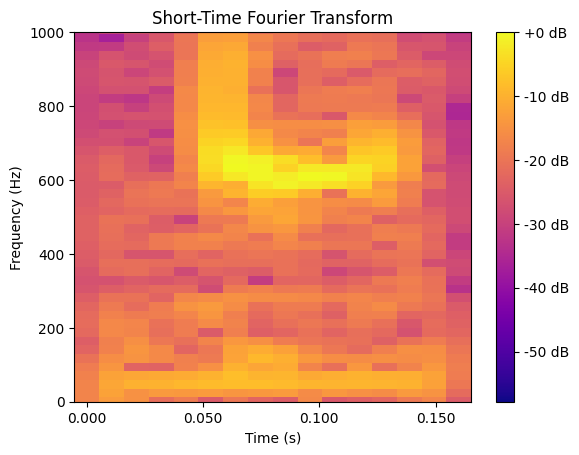 Short-Time Fourier Transform
Frequency (Hz)
1000
800
600
400
200
0
0.000
0.050
0.100
0.150
Time (s)
+0 dB
-10 dB
-20 dB
-30 dB
-40 dB
-50 dB